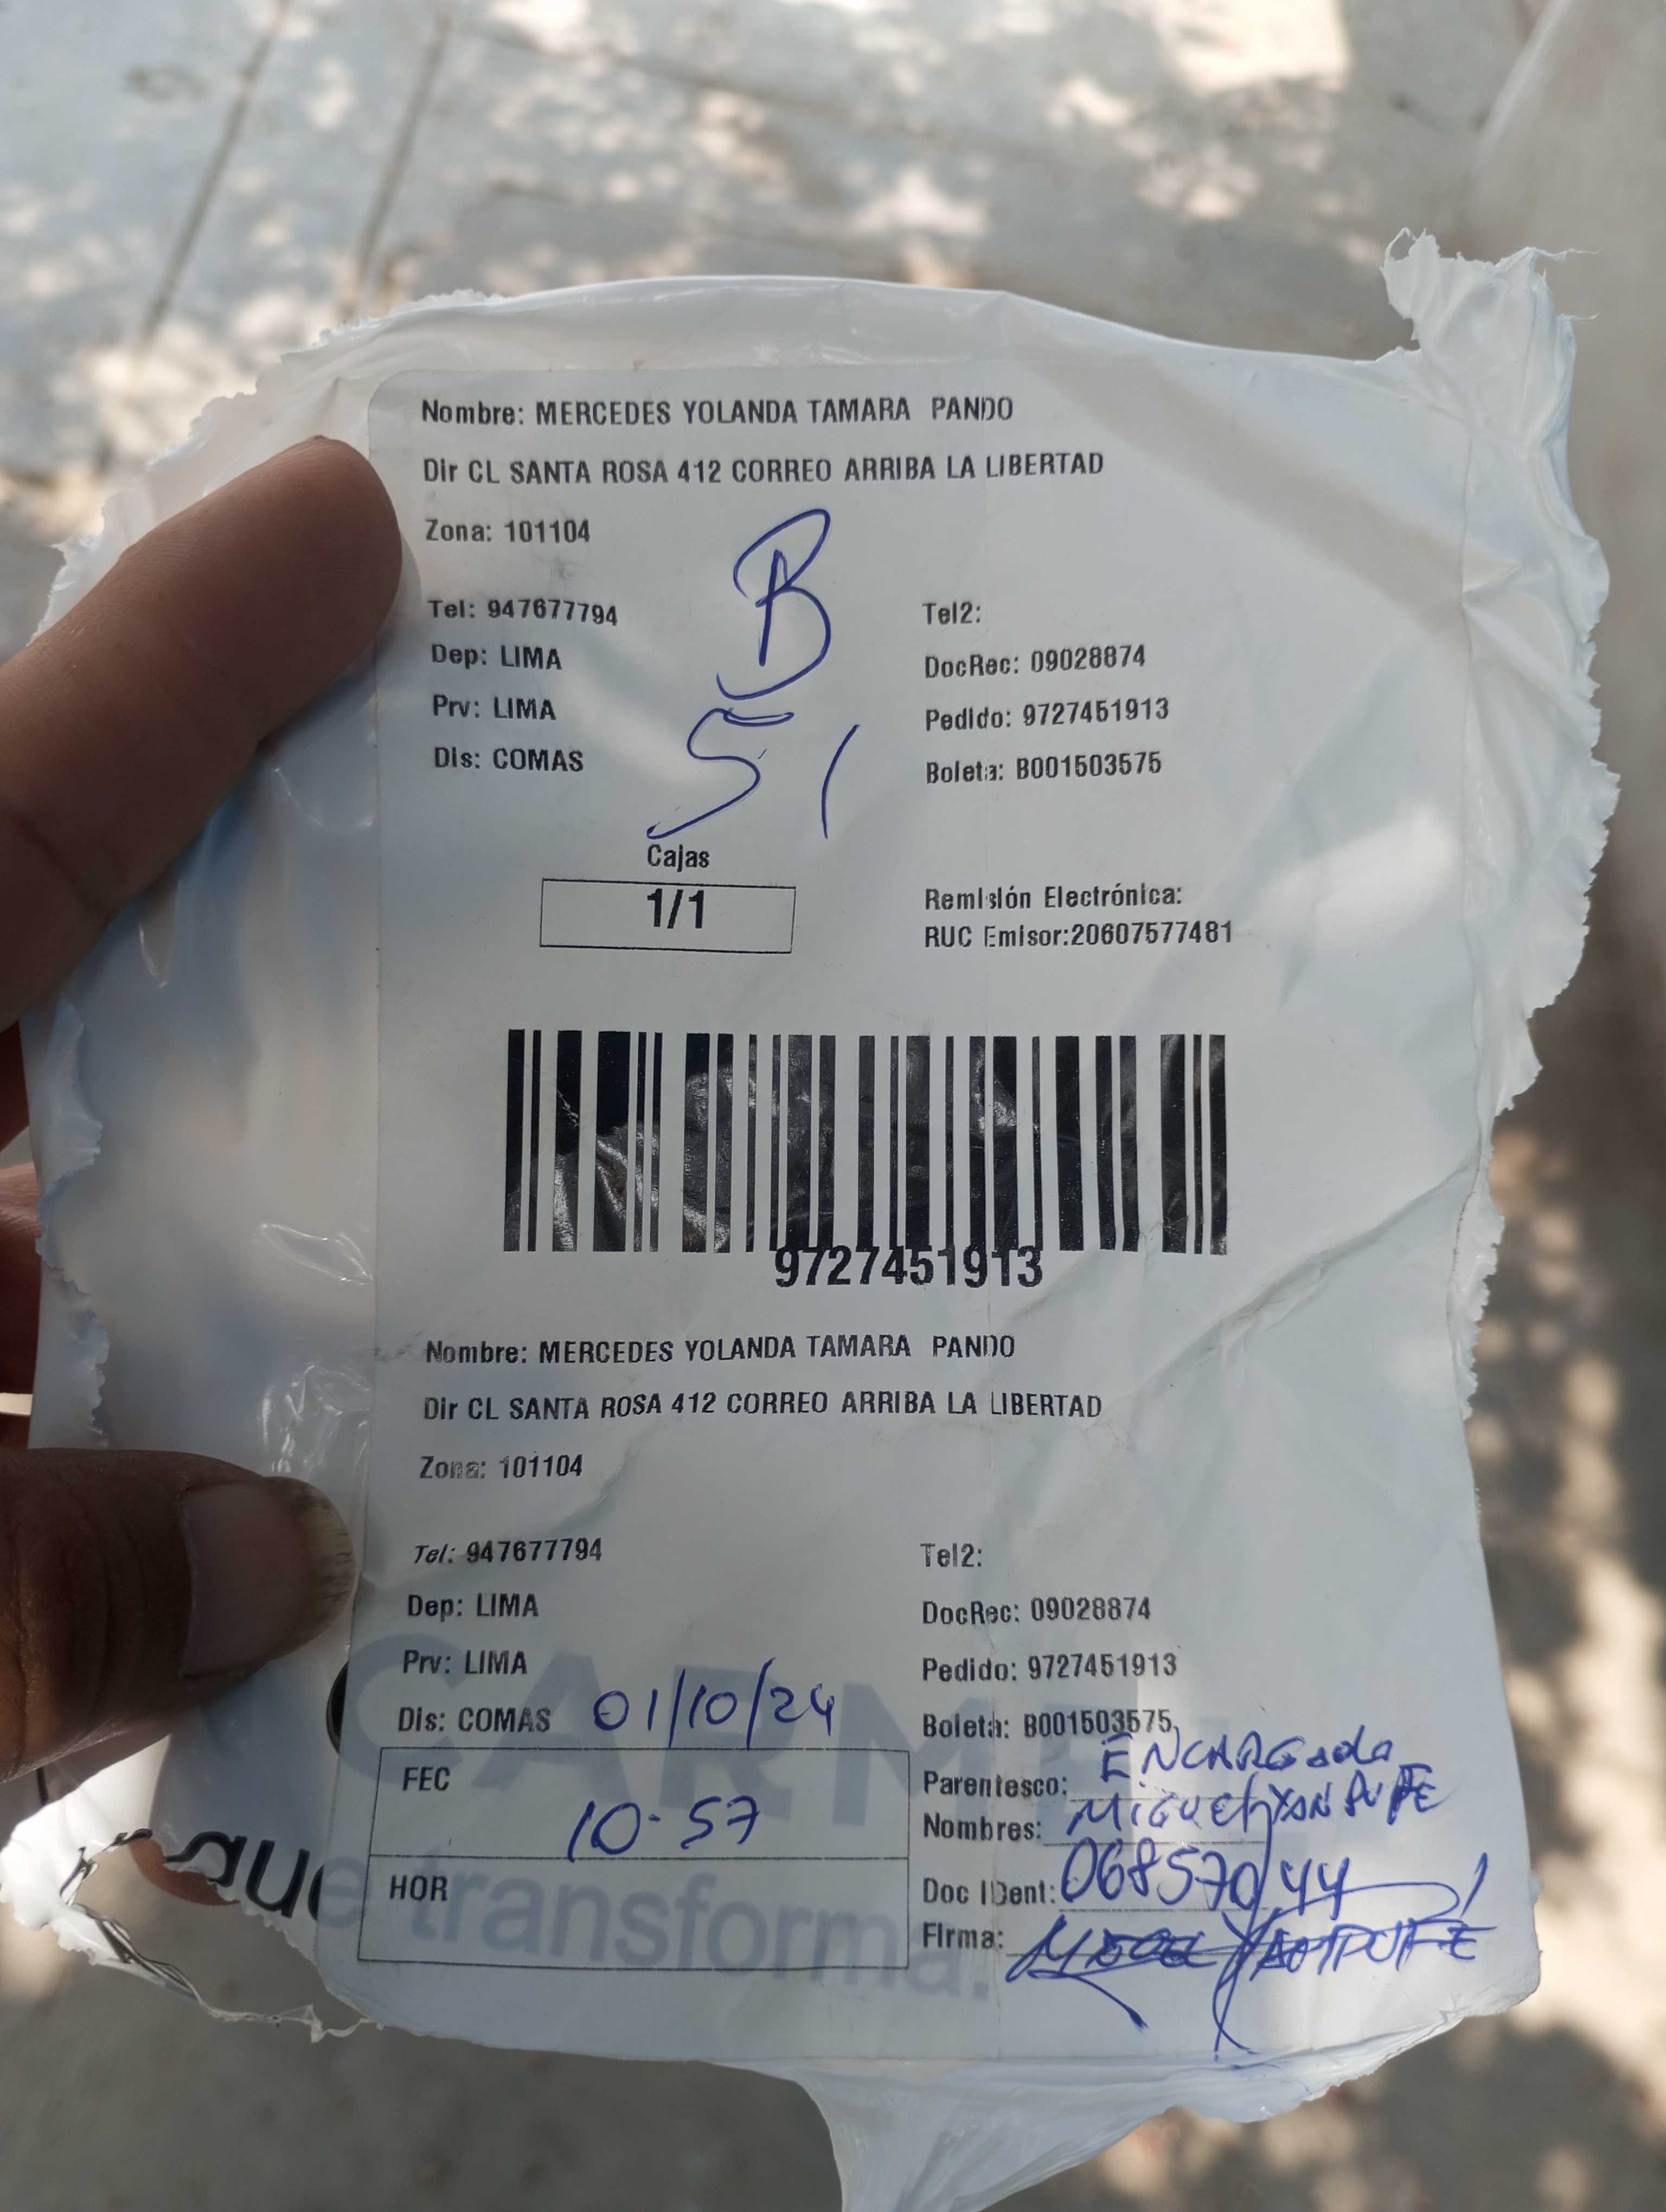 Nombre: MERCEDES YOLANDA TAMARA PANDO
Dir CL SANTA ROSA 412 CORREO ARRIBA LA LIBERTAD
Zona: 101104
B
Tel: 947677794 Tel2:
Dep: LIMA DocRec: 09028874
Prv: LIMA Pedido: 9727451913
51
Dis: COMAS Boleta: B001503575
Cajas
1/1
Remisión Electrónica:
RUC Emisor:20607577481
9727451913
Nombre: MERCEDES YOLANDA TAMARA PANDO
Dir CL SANTA ROSA 412 CORREO ARRIBA LA LIBERTAD
Zona: 101104
Tel: 947677794 Tel2:
Dep: LIMA DocRec: 09028874
Prv: LIMA Pedido: 9727451913
Dis: COMAS 01/10/24 Boleta: B001503575
CARM
FEC 10-57
Parentesco: ENCARGado
Nombres: MiGUEL
HOR
Doc IDent: 06857044
Firma:
que transforma.